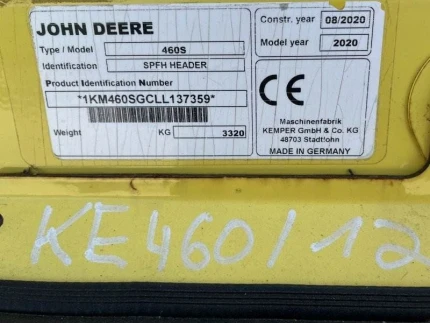 JOHN DEERE
Constr. year 08/2020
Type / Model 460S
Model year 2020
Identification SPFH HEADER
Product Identification Number
*1KM460SGCLL137359*
CE
Maschinenfabrik
KEMPER GmbH & Co. KG
48703 Stadtlohn
Weight KG 3320
MADE IN GERMANY
KE460/12